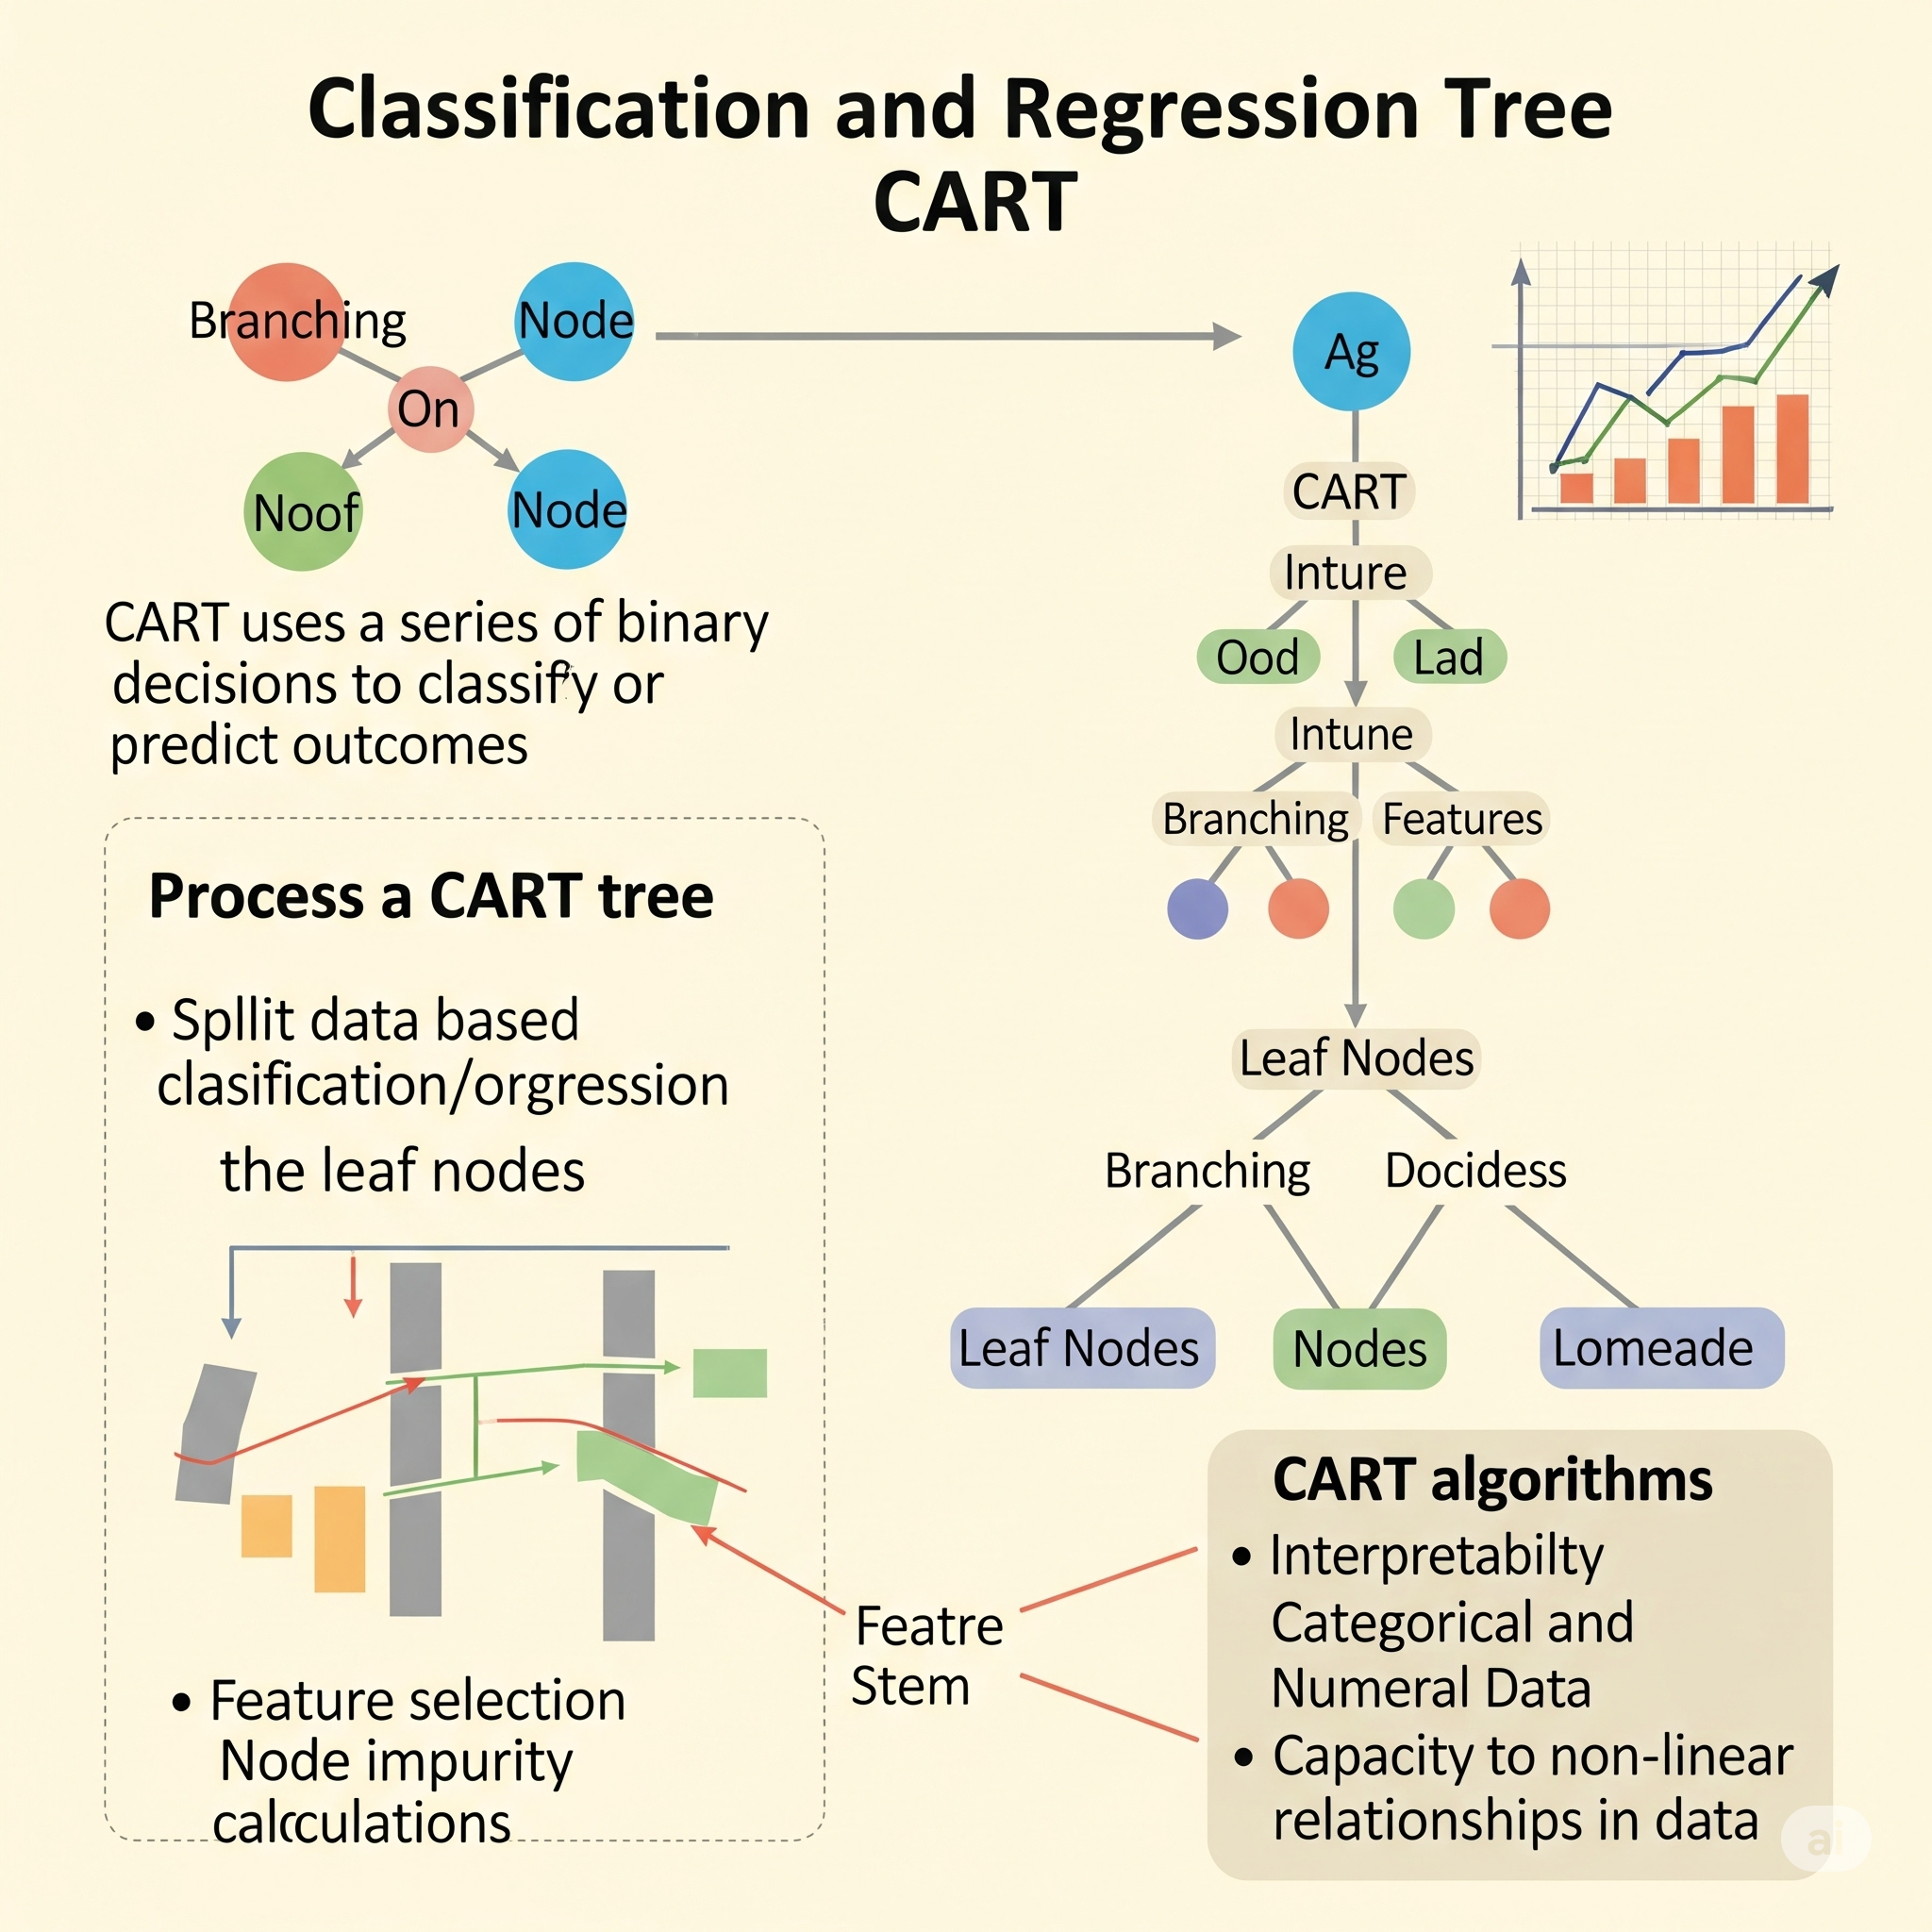 Classification and Regression Tree
CART
Branching
Node
On
Noof
Node
CART uses a series of binary
decisions to classify or
predict outcomes
Ag
CART
Inture
Ood
Lad
Intune
Branching
Features
Leaf Nodes
Branching
Docidess
Leaf Nodes
Nodes
Lomeade
Process a CART tree
• Spllit data based
clasification/orgression
the leaf nodes
• Feature selection
Node impurity
calcculations
Featre
Stem
CART algorithms
• Interpretabilty
Categorical and
Numeral Data
• Capacity to non-linear
relationships in data
ai